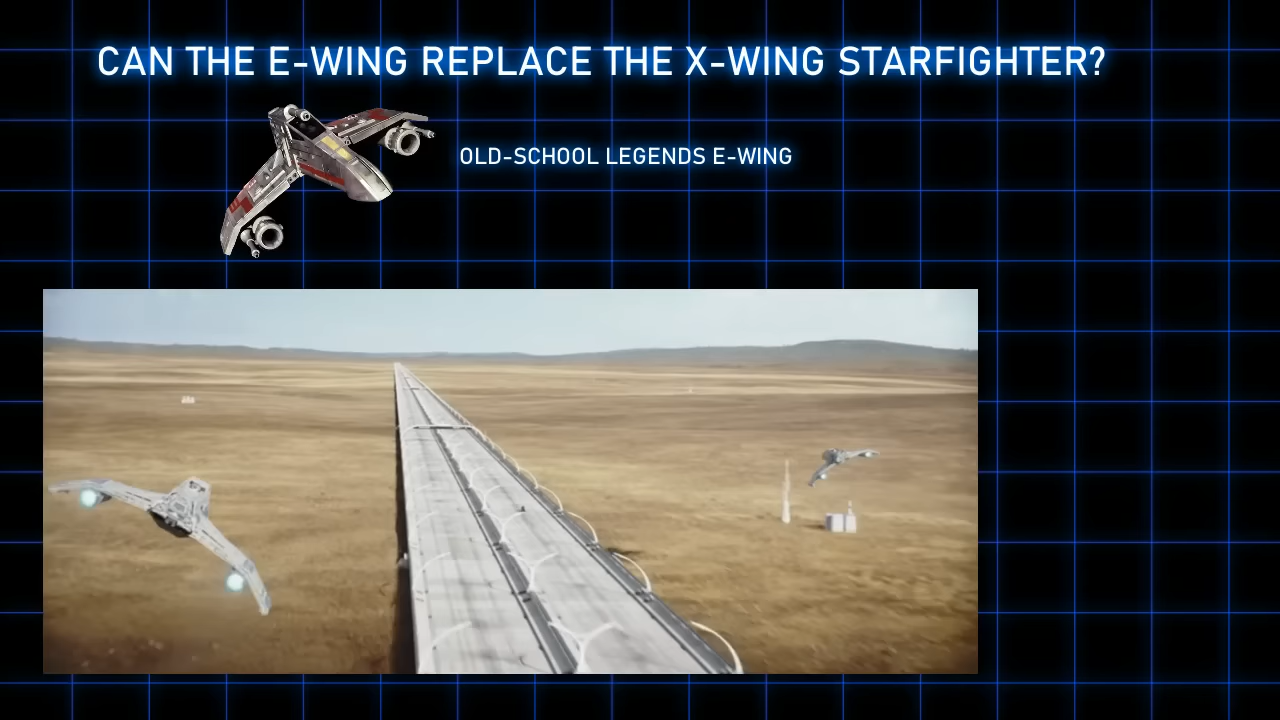 CAN THE E-WING REPLACE THE X-WING STARFIGHTER?
OLD-SCHOOL LEGENDS E-WING